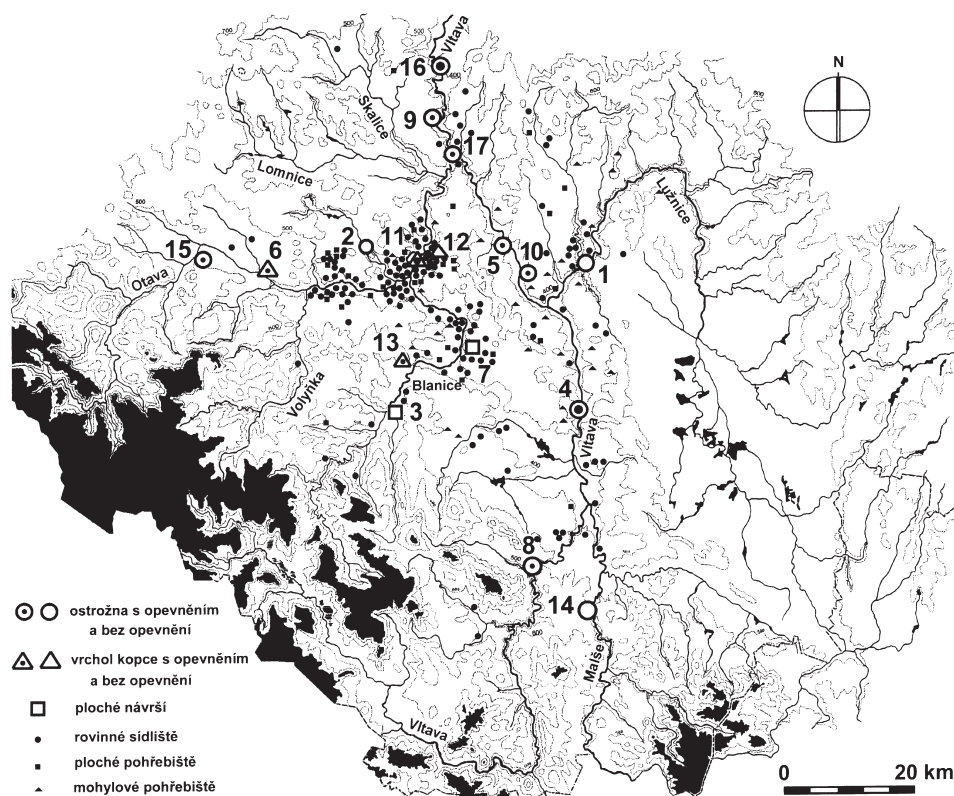 Vltava
N
16
Skalice
9
17
Lomnice
Lužnice
15
6
2
11
12
5
10
1
Otava
13
7
Blanice
Volyňka
3
4
Vltava
8
14
Malše
Vltava
ostrožna s opevněním
a bez opevnění
vrchol kopce s opevněním
a bez opevnění
ploché návrší
rovinné sídliště
ploché pohřebiště
mohylové pohřebiště
0 20 km